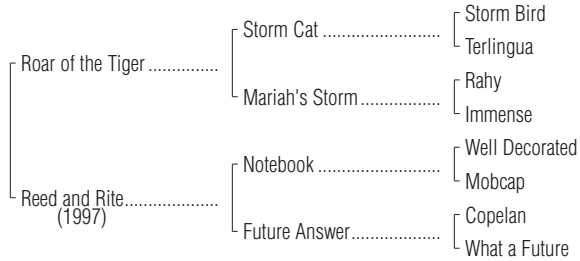 Storm Bird
Storm Cat ........................
Terlingua
Roar of the Tiger ..............
Rahy
Mariah's Storm ................
Immense
Well Decorated
Notebook .........................
Mobcap
Reed and Rite...................
(1997)
Copelan
Future Answer..................
What a Future